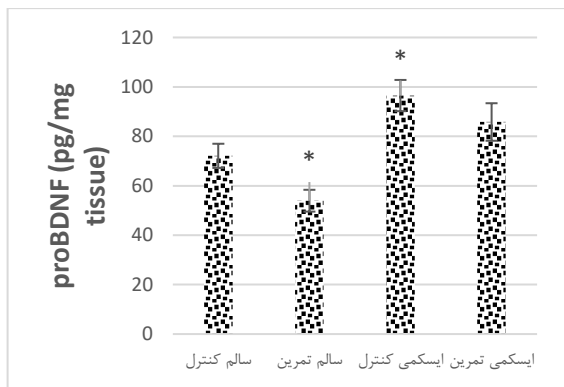 proBDNF (pg/mg
tissue)
120
100
80
60
40
20
0
*
*
سالم کنترل
سالم تمرین
ایسکمی کنترل
ایسکمی تمرین